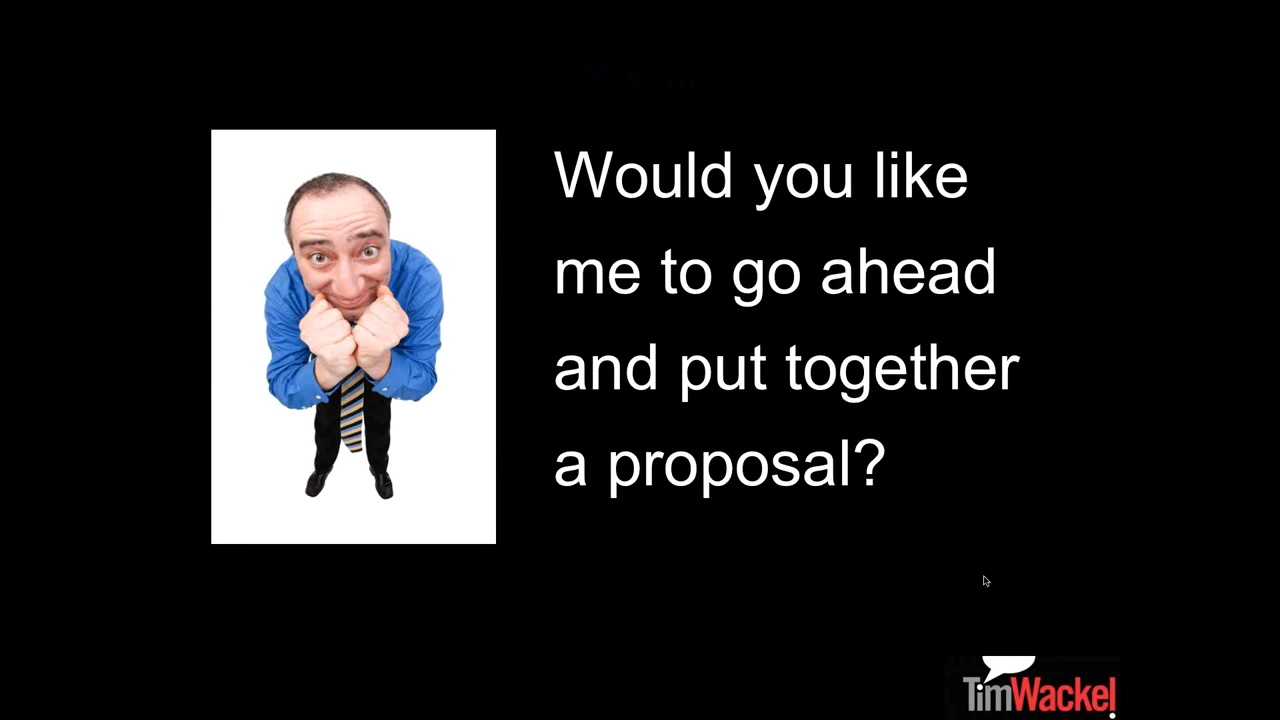 Would you like
me to go ahead
and put together
a proposal?
TimWackel